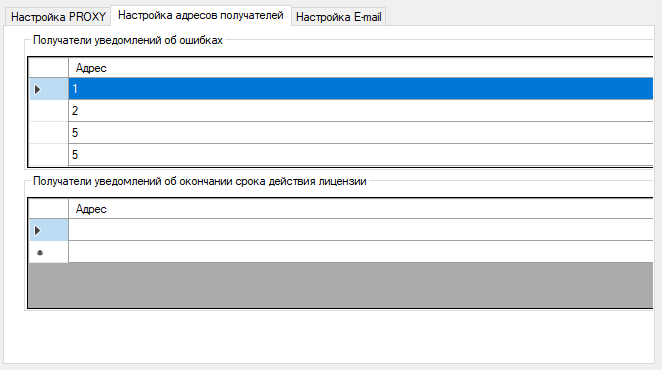 Настройка PROXY Настройка адресов получателей Настройка E-mail
Получатели уведомлений об ошибках
Адрес
1
2
5
5
Получатели уведомлений об окончании срока действия лицензии
Адрес